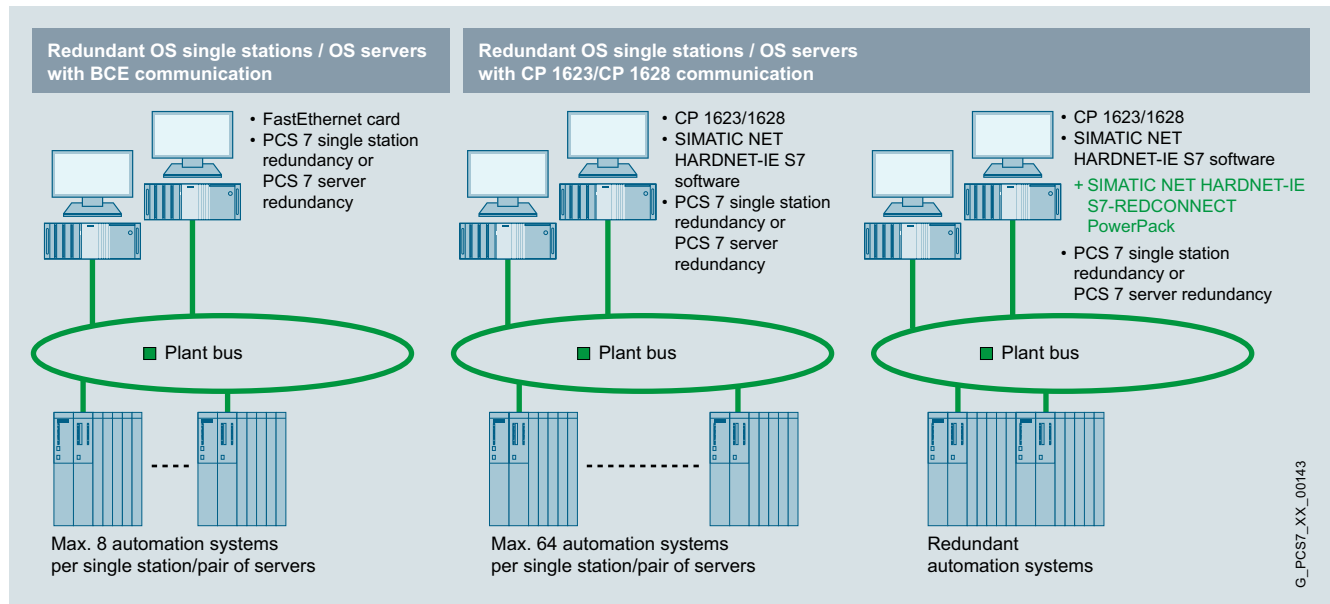 Redundant OS single stations / OS servers
with BCE communication
Redundant OS single stations / OS servers
with CP 1623/CP 1628 communication
• FastEthernet card
• PCS 7 single station
redundancy or
PCS 7 server
redundancy
• CP 1623/1628
• SIMATIC NET
HARDNET-IE S7
software
• PCS 7 single station
redundancy or
PCS 7 server
redundancy
• CP 1623/1628
• SIMATIC NET
HARDNET-IE S7 software
+ SIMATIC NET HARDNET-IE
S7-REDCONNECT
PowerPack
• PCS 7 single station
redundancy or
PCS 7 server redundancy
Plant bus
Plant bus
Plant bus
Max. 8 automation systems
per single station/pair of servers
Max. 64 automation systems
per single station/pair of servers
Redundant
automation systems
G_PCS7_XX_00143